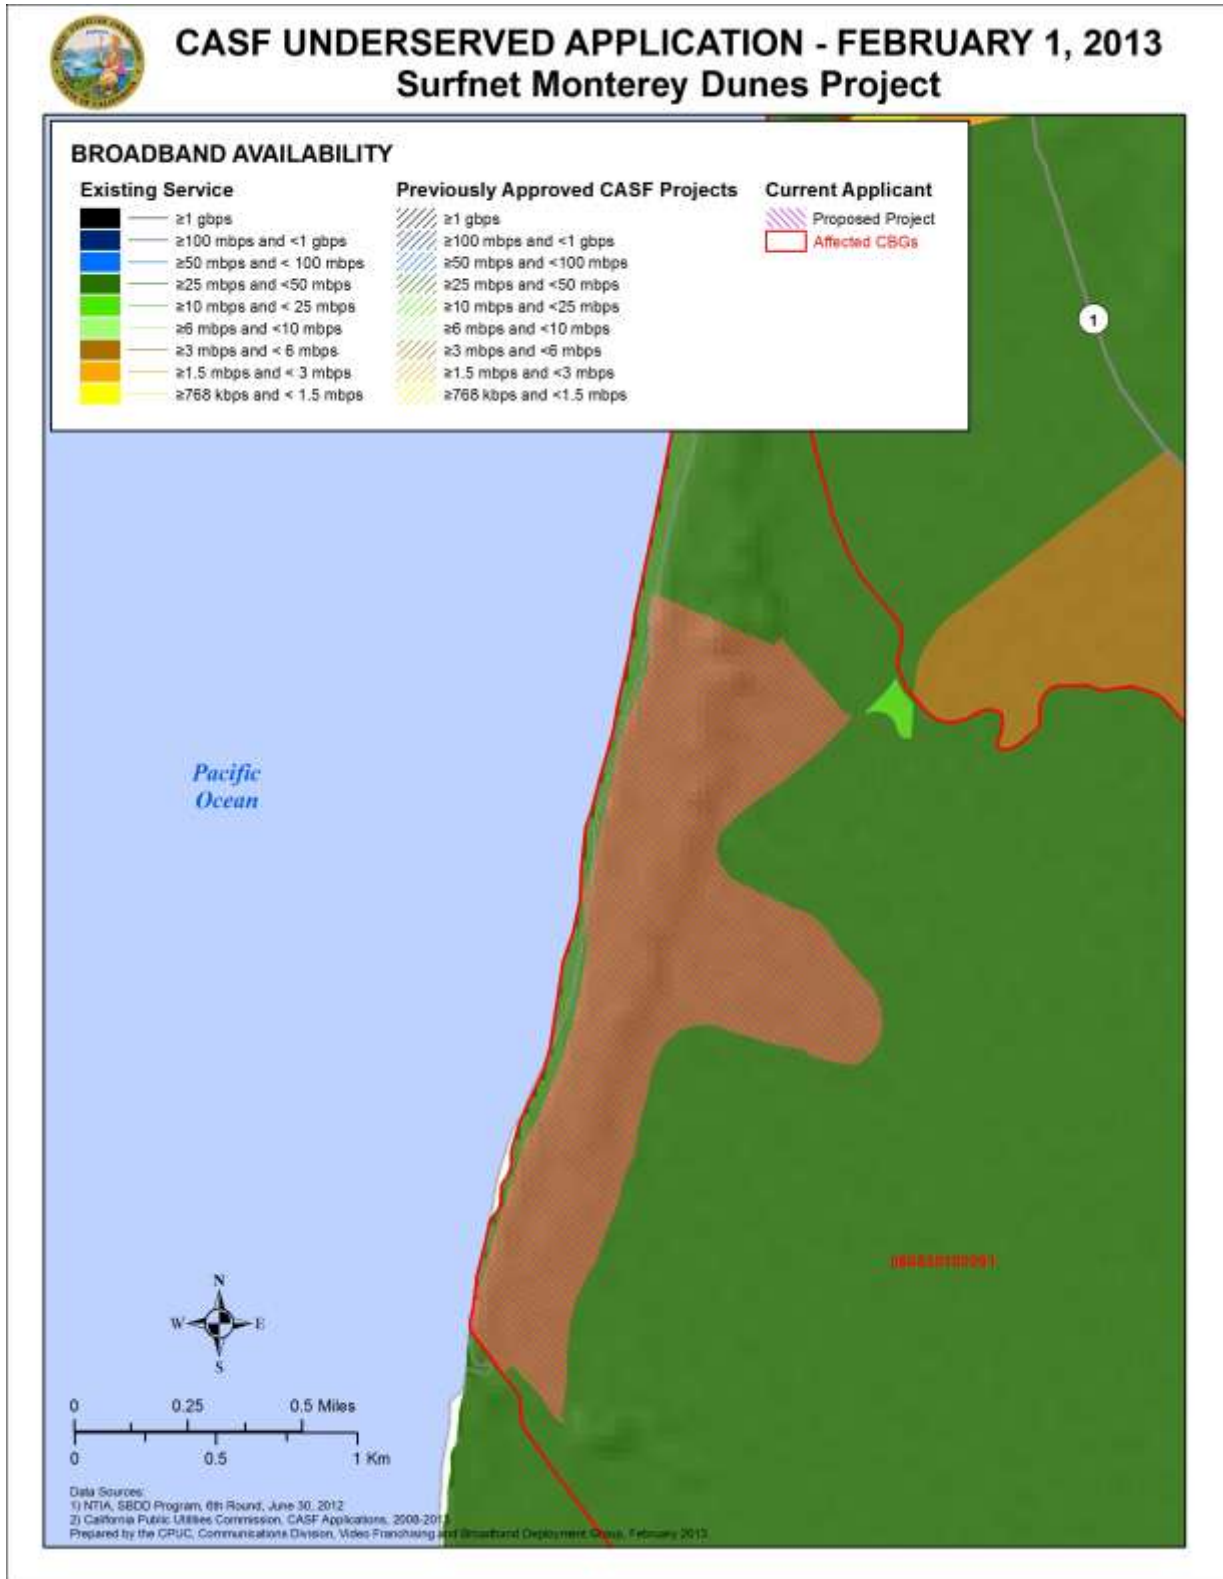 CASF UNDERSERVED APPLICATION - FEBRUARY 1, 2013
Surfnet Monterey Dunes Project
BROADBAND AVAILABILITY
Existing Service
≥1 gbps
≥100 mbps and <1 gbps
≥50 mbps and < 100 mbps
≥25 mbps and <50 mbps
≥10 mbps and < 25 mbps
≥6 mbps and <10 mbps
≥3 mbps and < 6 mbps
≥1.5 mbps and < 3 mbps
≥768 kbps and < 1.5 mbps
Previously Approved CASF Projects
≥1 gbps
≥100 mbps and <1 gbps
≥50 mbps and <100 mbps
≥25 mbps and <50 mbps
≥10 mbps and <25 mbps
≥6 mbps and <10 mbps
≥3 mbps and <6 mbps
≥1.5 mbps and <3 mbps
≥768 kbps and <1.5 mbps
Current Applicant
Proposed Project
Affected CBGs
1
Pacific
Ocean
N
W E
S
0 0.25 0.5 Miles
0 0.5 1 Km
Data Sources:
1) NTIA, SBDD Program, 6th Round, June 30, 2012
2) California Public Utilities Commission, CASF Applications, 2008-2013
Prepared by the CPUC, Communications Division, Video Franchising and Broadband Deployment Group, February 2013